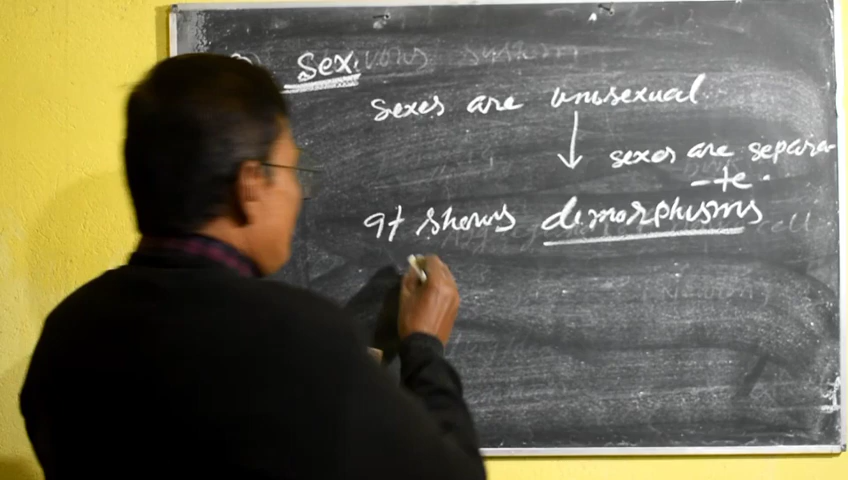 Sex.
sexes are unisexual.
sexes are separa-
-te.
It shows dimorphisms